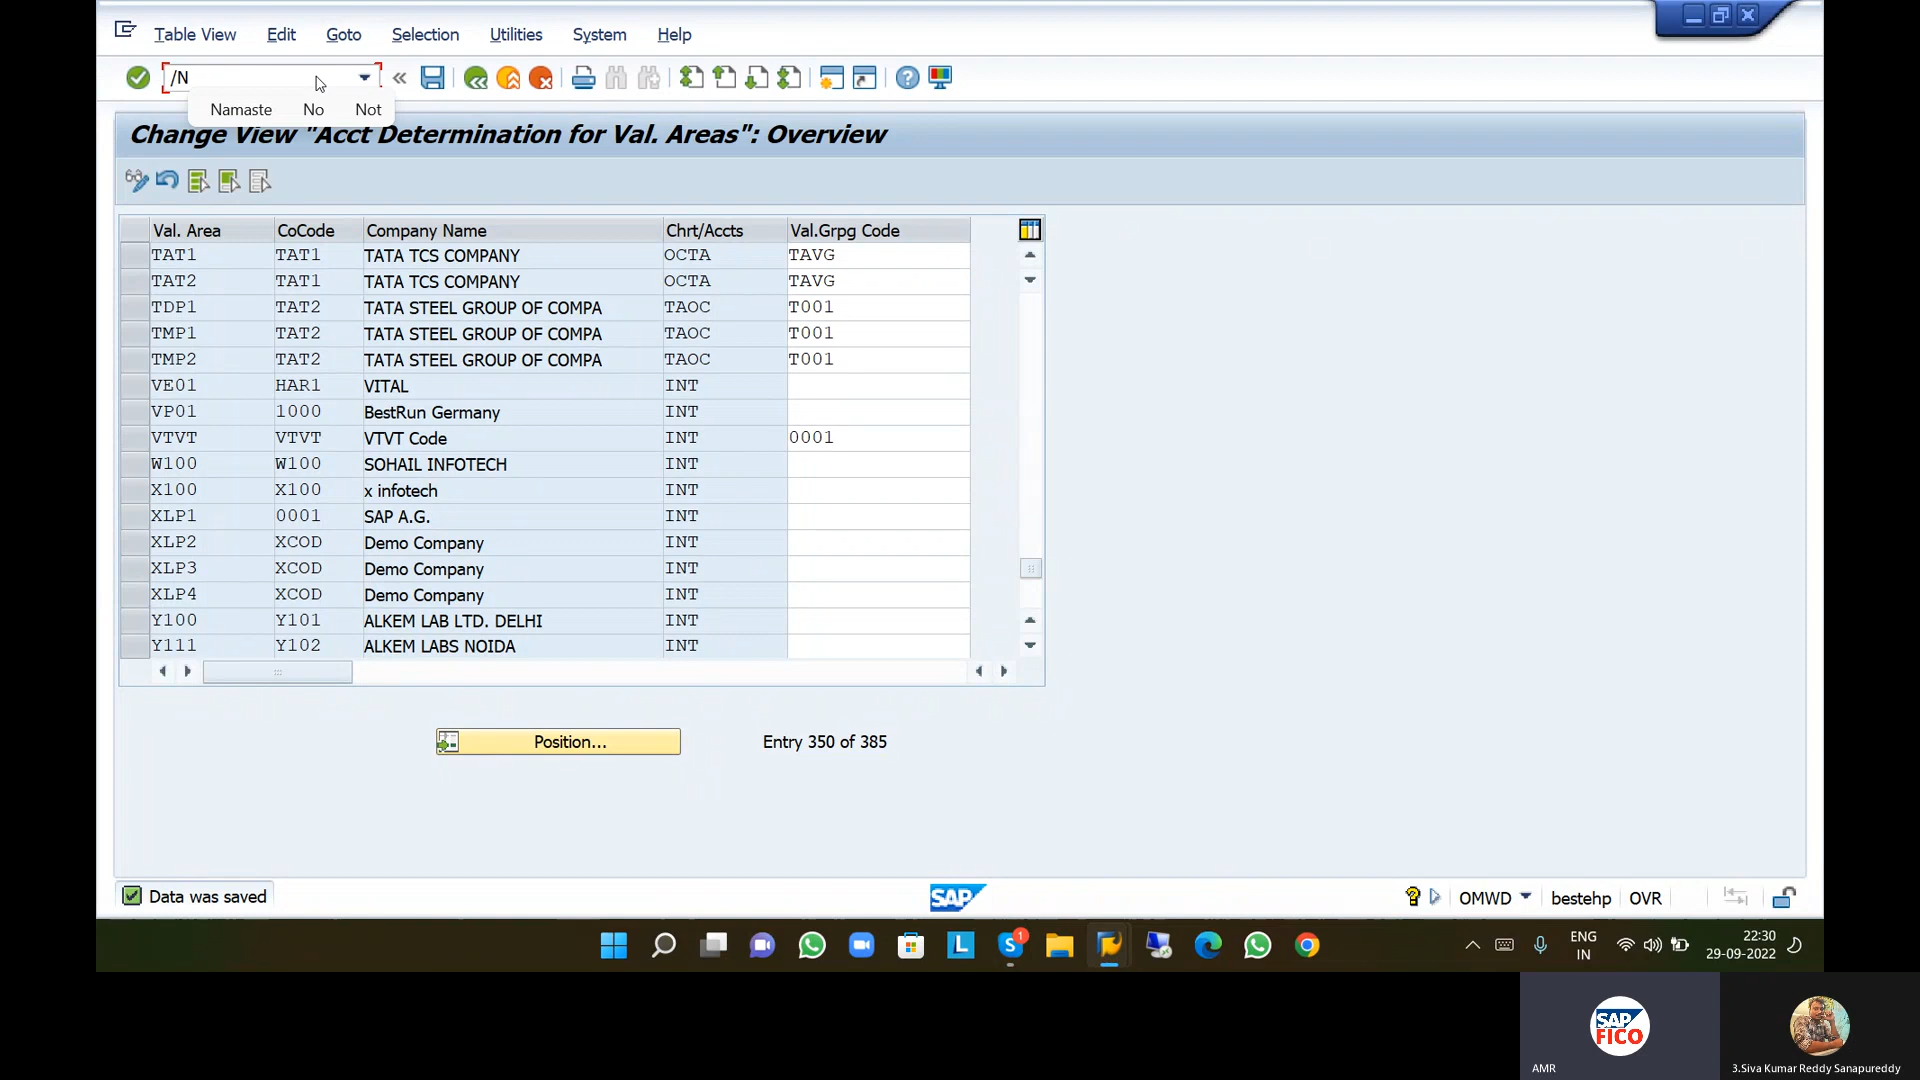 Table View Edit Goto Selection Utilities System Help
/N
Namaste No Not
Change View "Acct Determination for Val. Areas": Overview
Val. Area CoCode Company Name Chrt/Accts Val.Grpg Code
TAT1 TAT1 TATA TCS COMPANY OCTA TAVG
TAT2 TAT1 TATA TCS COMPANY OCTA TAVG
TDP1 TAT2 TATA STEEL GROUP OF COMPA TAOC T001
TMP1 TAT2 TATA STEEL GROUP OF COMPA TAOC T001
TMP2 TAT2 TATA STEEL GROUP OF COMPA TAOC T001
VE01 HAR1 VITAL INT
VP01 1000 BestRun Germany INT
VTVT VTVT VTVT Code INT 0001
W100 W100 SOHAIL INFOTECH INT
X100 X100 x infotech INT
XLP1 0001 SAP A.G. INT
XLP2 XCOD Demo Company INT
XLP3 XCOD Demo Company INT
XLP4 XCOD Demo Company INT
Y100 Y101 ALKEM LAB LTD. DELHI INT
Y111 Y102 ALKEM LABS NOIDA INT
Position... Entry 350 of 385
Data was saved SAP OMWD bestehp OVR
L S 1 ENG 22:30
IN 29-09-2022
SAP
FICO
AMR 3.Siva Kumar Reddy Sanapureddy